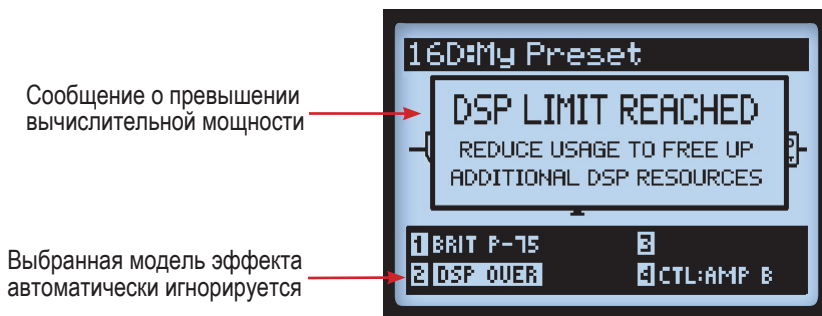 16D:My Preset
Сообщение о превышении
вычислительной мощности
DSP LIMIT REACHED
REDUCE USAGE TO FREE UP
ADDITIONAL DSP RESOURCES
Выбранная модель эффекта
автоматически игнорируется
1 BRIT P-75 3
2 DSP OVER 4 CTL:AMP B